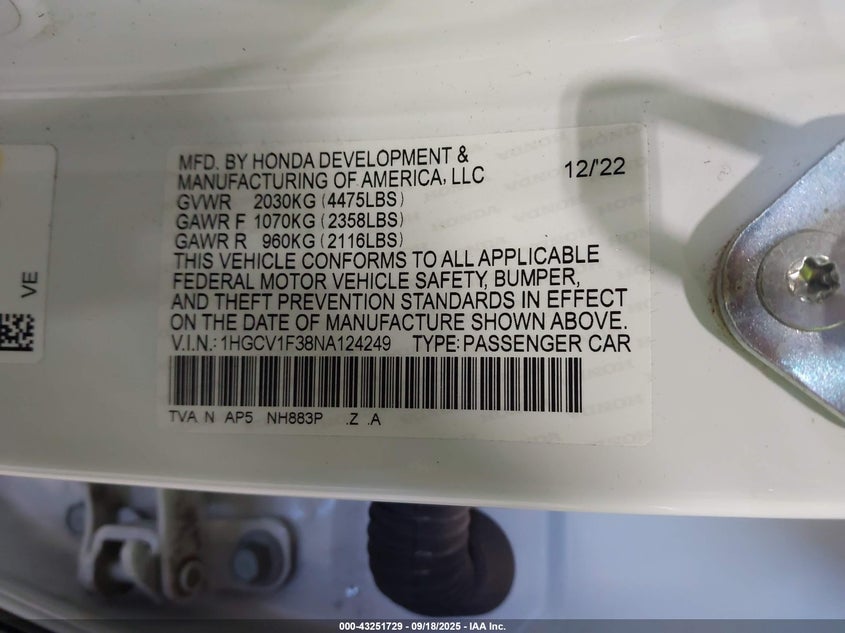 MFD. BY HONDA DEVELOPMENT &
MANUFACTURING OF AMERICA, LLC 12/'22
GVWR 2030KG (4475LBS)
GAWR F 1070KG (2358LBS)
GAWR R 960KG (2116LBS)
THIS VEHICLE CONFORMS TO ALL APPLICABLE
FEDERAL MOTOR VEHICLE SAFETY, BUMPER,
AND THEFT PREVENTION STANDARDS IN EFFECT
ON THE DATE OF MANUFACTURE SHOWN ABOVE.
V.I.N.: 1HGCV1F38NA124249 TYPE: PASSENGER CAR
TVA N AP5 NH883P .Z .A
VE
000-43251729 - 09/18/2025 - IAA Inc.